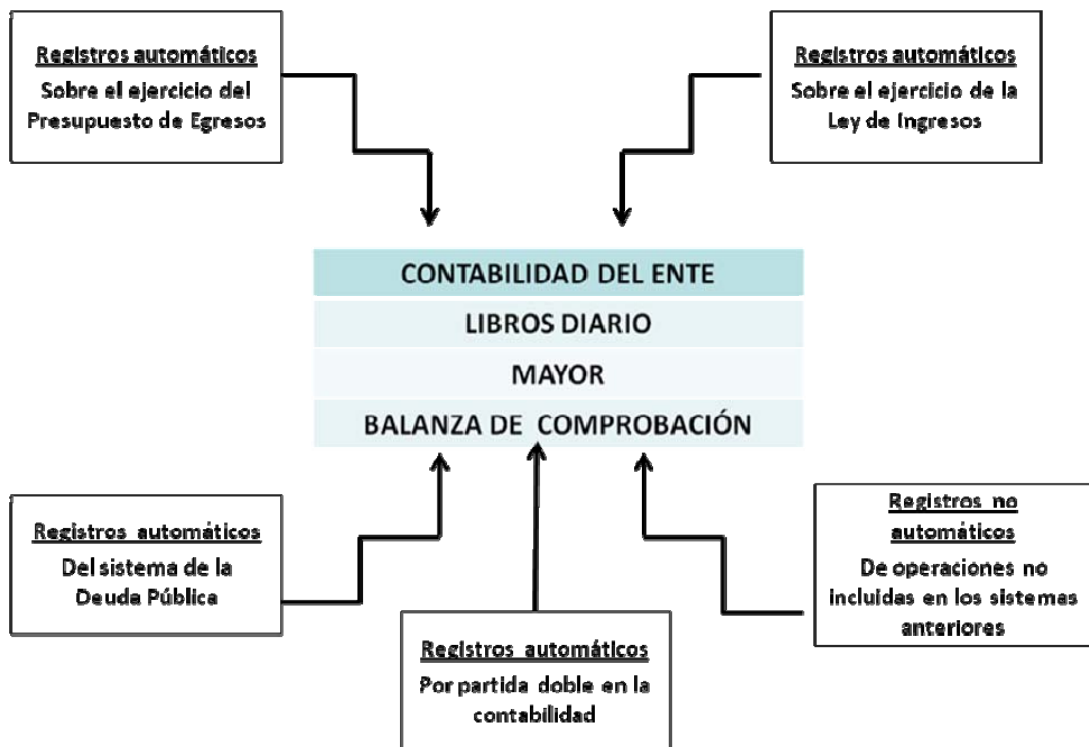 Registros automáticos
Sobre el ejercicio del
Presupuesto de Egresos
Registros automáticos
Sobre el ejercicio de la
Ley de Ingresos
CONTABILIDAD DEL ENTE
LIBROS DIARIO
MAYOR
BALANZA DE COMPROBACIÓN
Registros automáticos
Del sistema de la
Deuda Pública
Registros automáticos
Por partida doble en la
contabilidad
Registros no
automáticos
De operaciones no
incluidas en los sistemas
anteriores